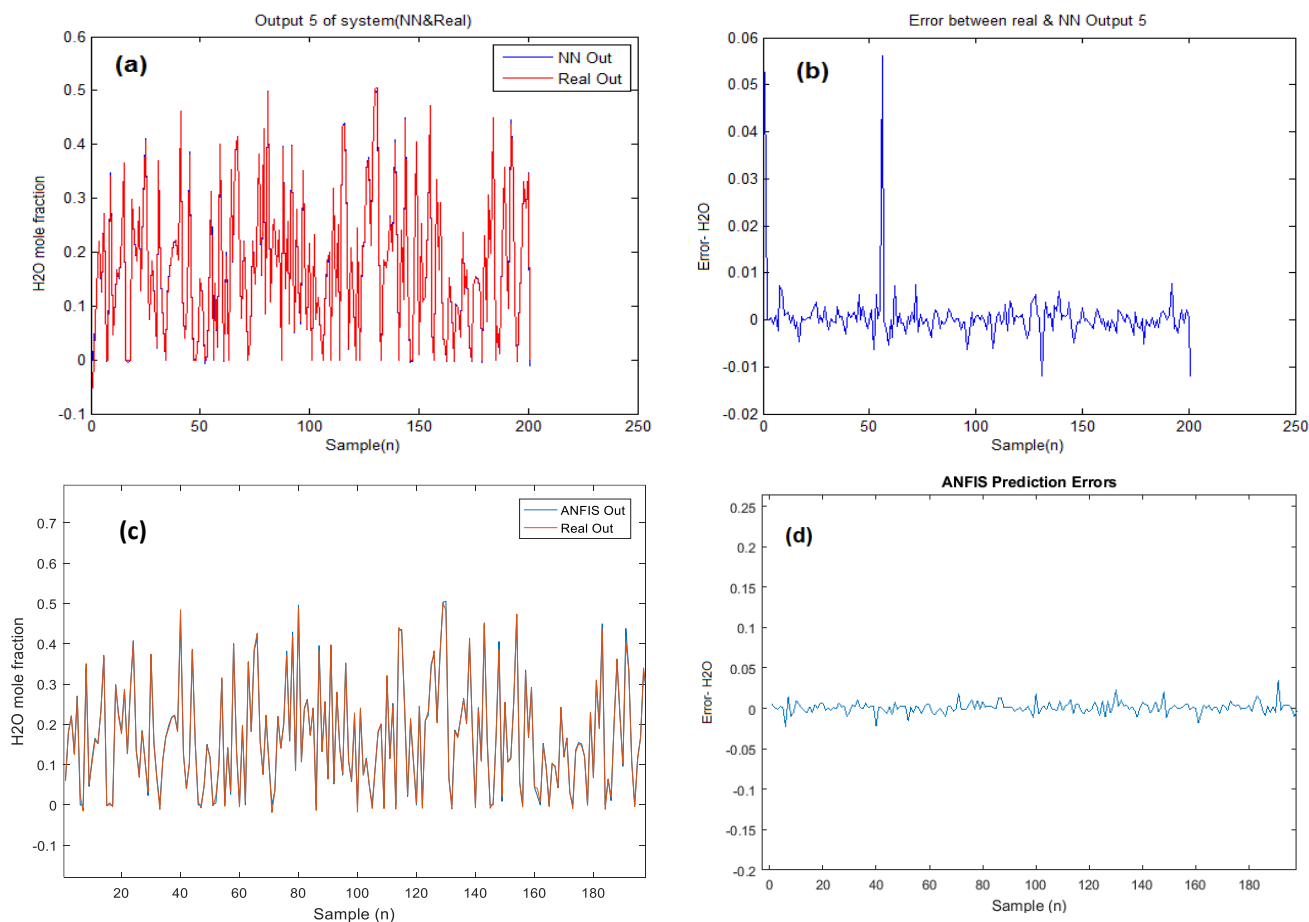 Output 5 of system(NN&Real)
(a)
NN Out
Real Out
0.6
0.5
0.4
0.3
0.2
0.1
0
-0.1
H2O mole fraction
0 50 100 150 200 250
Sample(n)
Error between real & NN Output 5
(b)
0.06
0.05
0.04
0.03
0.02
0.01
0
-0.01
-0.02
Error- H2O
0 50 100 150 200 250
Sample(n)
(c)
ANFIS Out
Real Out
0.7
0.6
0.5
0.4
0.3
0.2
0.1
0
-0.1
H2O mole fraction
20 40 60 80 100 120 140 160 180
Sample (n)
ANFIS Prediction Errors
(d)
0.25
0.2
0.15
0.1
0.05
0
-0.05
-0.1
-0.15
-0.2
Error- H2O
0 20 40 60 80 100 120 140 160 180
Sample (n)